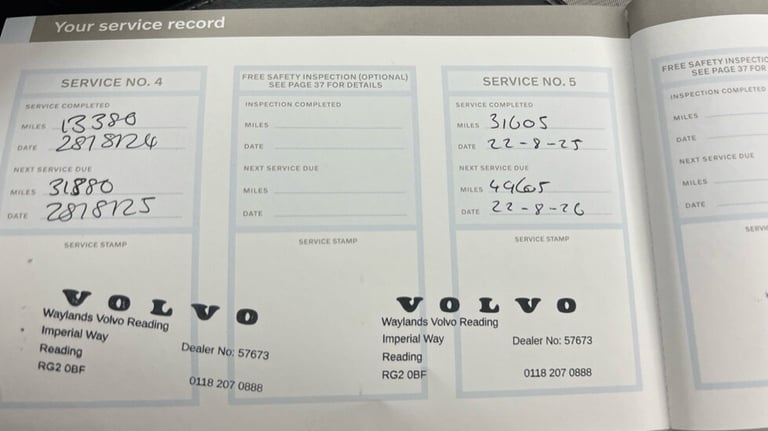 Your service record
SERVICE NO. 4
SERVICE COMPLETED
MILES 13380
DATE 28/8/24
NEXT SERVICE DUE
MILES 31880
DATE 28/8/25
SERVICE STAMP
VOLVO
Waylands Volvo Reading
Imperial Way
Reading
RG2 0BF
Dealer No: 57673
0118 207 0888
FREE SAFETY INSPECTION (OPTIONAL)
SEE PAGE 37 FOR DETAILS
INSPECTION COMPLETED
MILES
DATE
NEXT SERVICE DUE
MILES
DATE
SERVICE STAMP
SERVICE NO. 5
SERVICE COMPLETED
MILES 31605
DATE 22-8-25
NEXT SERVICE DUE
MILES 49605
DATE 22-8-26
SERVICE STAMP
VOLVO
Waylands Volvo Reading
Imperial Way
Reading
RG2 0BF
Dealer No: 57673
0118 207 0888
FREE SAFETY INSPECTIO
SEE PAGE 37 FOR
INSPECTION COMPLETED
MILES
DATE
NEXT SERVICE DUE
MILES
DATE
SERVI